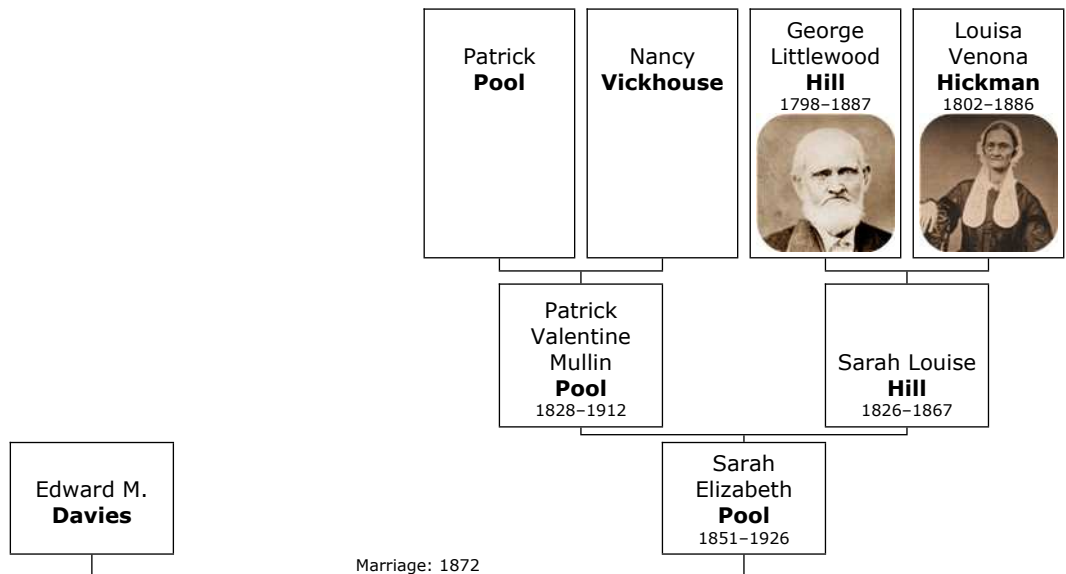 Patrick
Pool
Nancy
Vickhouse
George
Littlewood
Hill
1798–1887
Louisa
Venona
Hickman
1802–1886
Patrick
Valentine
Mullin
Pool
1828–1912
Sarah Louise
Hill
1826–1867
Edward M.
Davies
Sarah
Elizabeth
Pool
1851–1926
Marriage: 1872